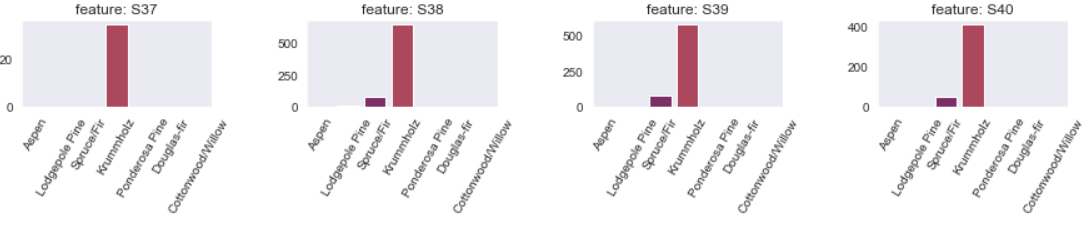 feature: S37
20
0
Aspen
Lodgepole Pine
Spruce/Fir
Krummholz
Ponderosa Pine
Douglas-fir
Cottonwood/Willow
feature: S38
500
250
0
Aspen
Lodgepole Pine
Spruce/Fir
Krummholz
Ponderosa Pine
Douglas-fir
Cottonwood/Willow
feature: S39
500
250
0
Aspen
Lodgepole Pine
Spruce/Fir
Krummholz
Ponderosa Pine
Douglas-fir
Cottonwood/Willow
feature: S40
400
200
0
Aspen
Lodgepole Pine
Spruce/Fir
Krummholz
Ponderosa Pine
Douglas-fir
Cottonwood/Willow